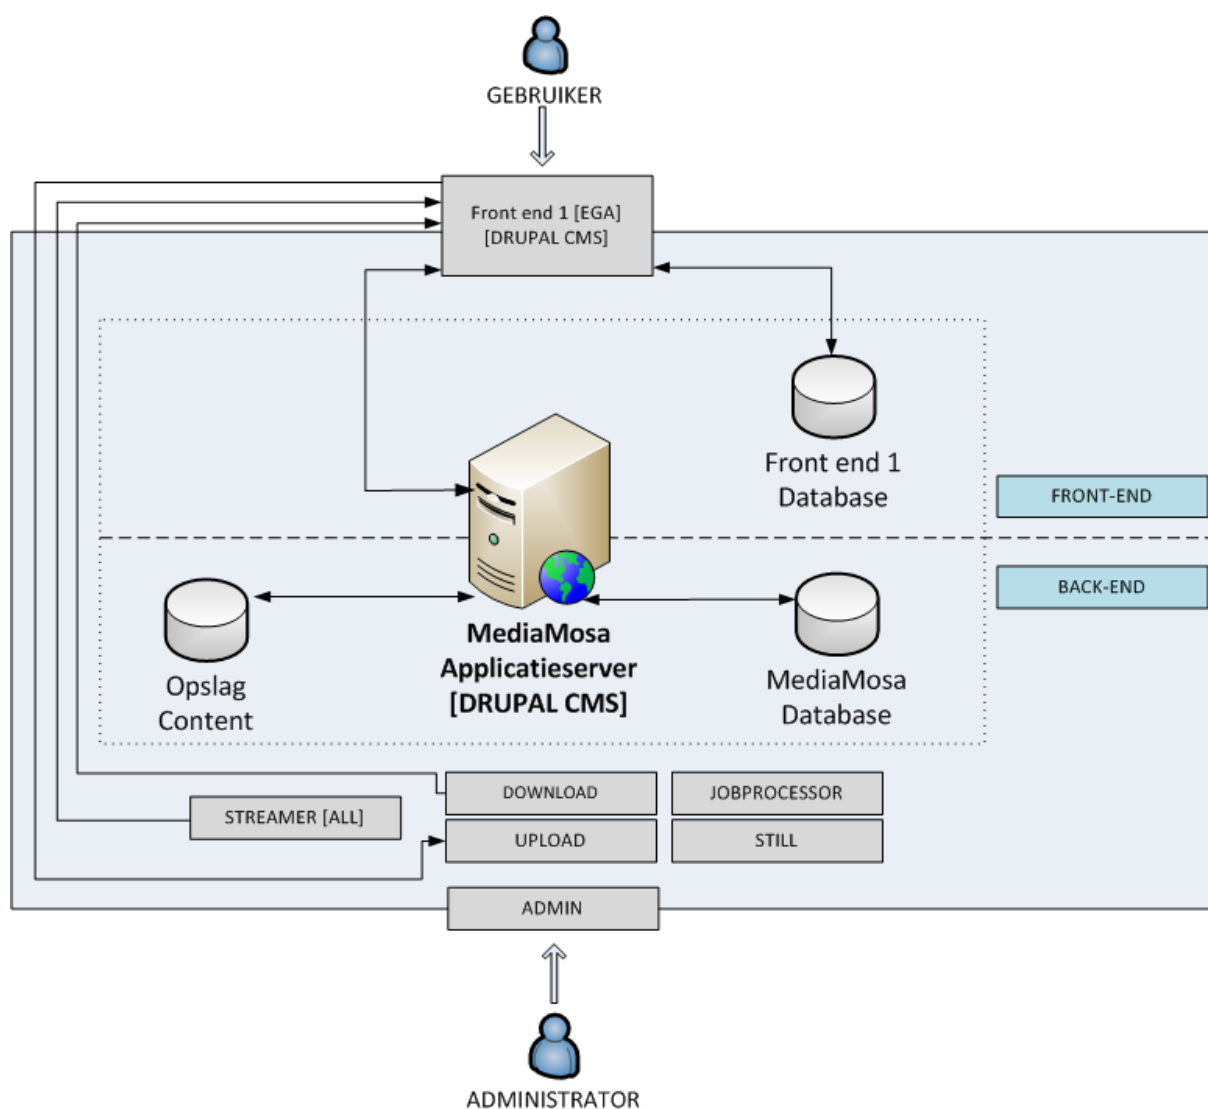 GEBRUIKER
Front end 1 [EGA]
[DRUPAL CMS]
Front end 1
Database
FRONT-END
BACK-END
MediaMosa
Applicatieserver
[DRUPAL CMS]
Opslag
Content
MediaMosa
Database
DOWNLOAD
JOBPROCESSOR
STREAMER [ALL]
UPLOAD
STILL
ADMIN
ADMINISTRATOR